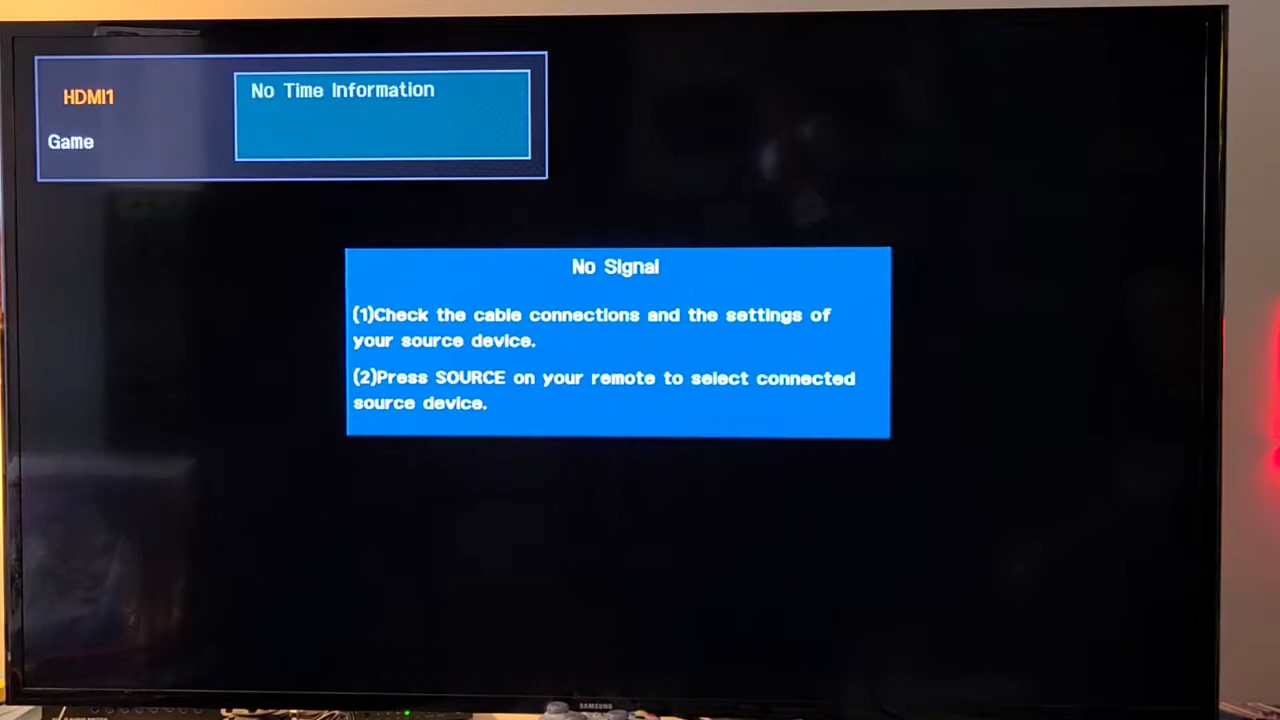 HDMI1
No Time Information
Game
No Signal
(1)Check the cable connections and the settings of
your source device.
(2)Press SOURCE on your remote to select connected
source device.
SAMSUNG